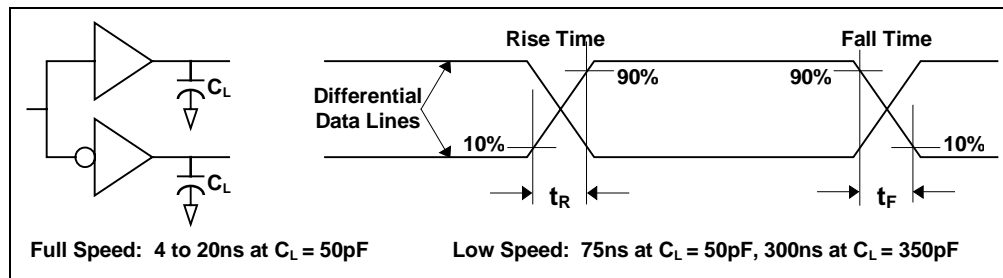 Rise Time
Fall Time
C_L
90%
90%
Differential
Data Lines
10%
10%
C_L
t_R
t_F
Full Speed: 4 to 20ns at C_L = 50pF
Low Speed: 75ns at C_L = 50pF, 300ns at C_L = 350pF